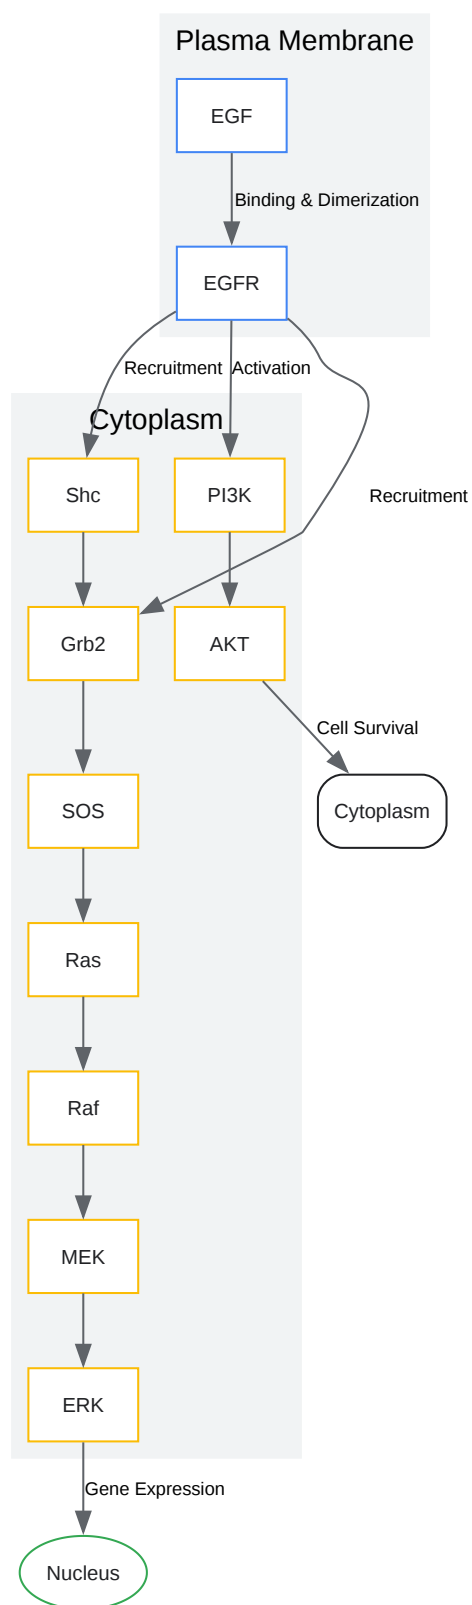 Plasma Membrane
EGF
Binding & Dimerization
EGFR
Recruitment
Activation
Cytoplasm
Shc
PI3K
Recruitment
Grb2
AKT
Cell Survival
SOS
Cytoplasm
Ras
Raf
MEK
ERK
Gene Expression
Nucleus